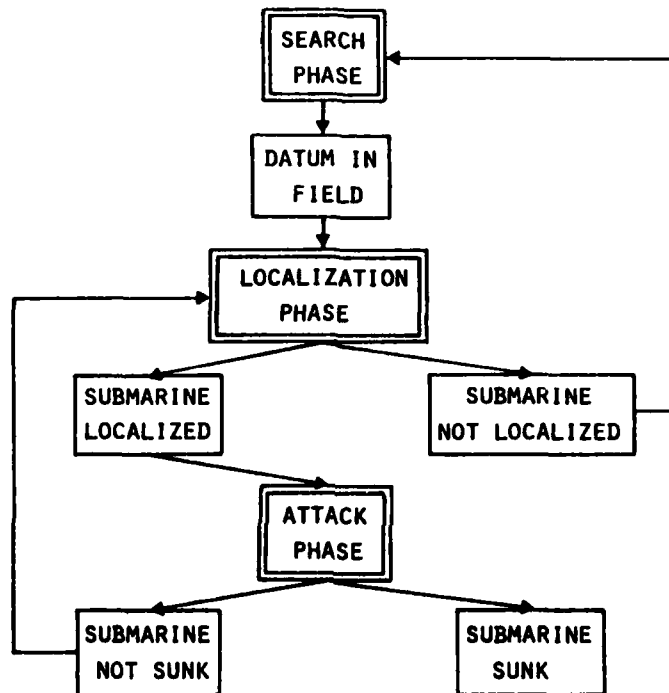 SEARCH
PHASE
DATUM IN
FIELD
LOCALIZATION
PHASE
SUBMARINE
LOCALIZED
SUBMARINE
NOT LOCALIZED
ATTACK
PHASE
SUBMARINE
NOT SUNK
SUBMARINE
SUNK